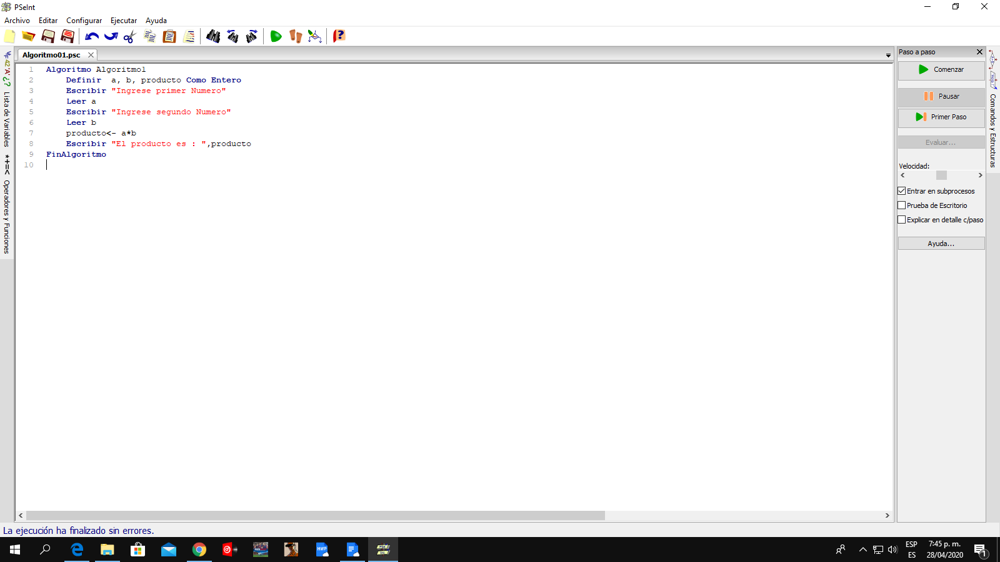 PSeInt
Archivo Editar Configurar Ejecutar Ayuda
Algoritmo01.psc
1 Algoritmo Algoritmo1
2 Definir a, b, producto Como Entero
3 Escribir "Ingrese primer Numero"
4 Leer a
5 Escribir "Ingrese segundo Numero"
6 Leer b
7 producto<- a*b
8 Escribir "El producto es : ",producto
9 FinAlgoritmo
10
42 'A' ¿? Lista de Variables
*+=< Operadores y Funciones
Paso a paso
Comenzar
Pausar
Primer Paso
Evaluar...
Velocidad:
Entrar en subprocesos
Prueba de Escritorio
Explicar en detalle c/paso
Ayuda...
Comandos y Estructuras
La ejecución ha finalizado sin errores.
HWP
ESP
ES
7:45 p. m.
28/04/2020
1